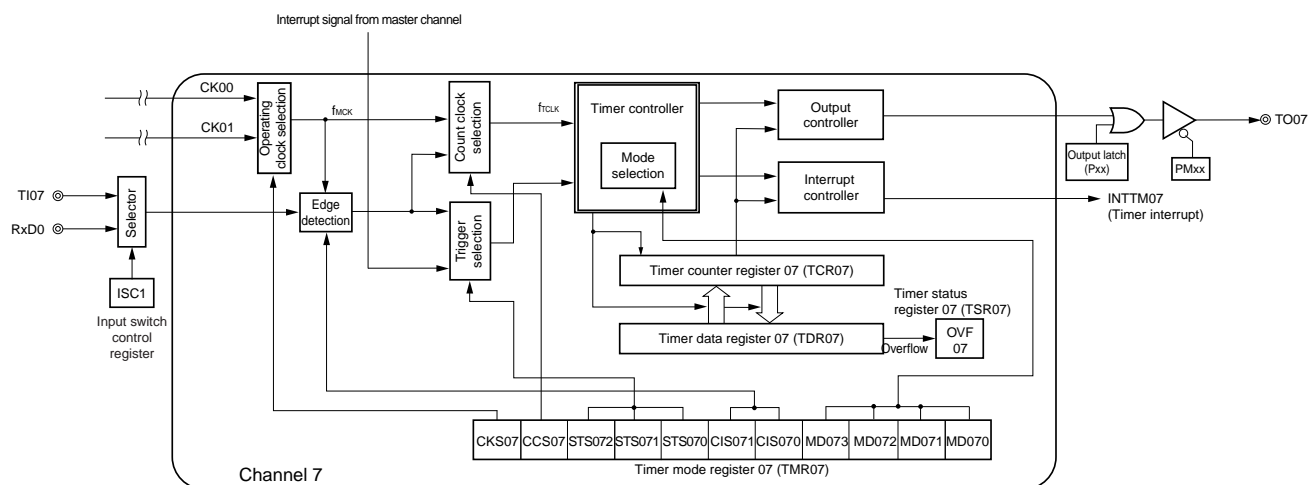 Interrupt signal from master channel
CK00
CK01
Operating
clock selection
fMCK
Count clock
selection
fTCLK
Timer controller
Mode
selection
Output
controller
TO07
Output latch
(Pxx)
PMxx
Interrupt
controller
INTTM07
(Timer interrupt)
TI07
RxD0
Selector
ISC1
Input switch
control
register
Edge
detection
Trigger
selection
Timer counter register 07 (TCR07)
Timer status
register 07 (TSR07)
Timer data register 07 (TDR07)
Overflow
OVF
07
CKS07 CCS07 STS072 STS071 STS070 CIS071 CIS070 MD073 MD072 MD071 MD070
Timer mode register 07 (TMR07)
Channel 7